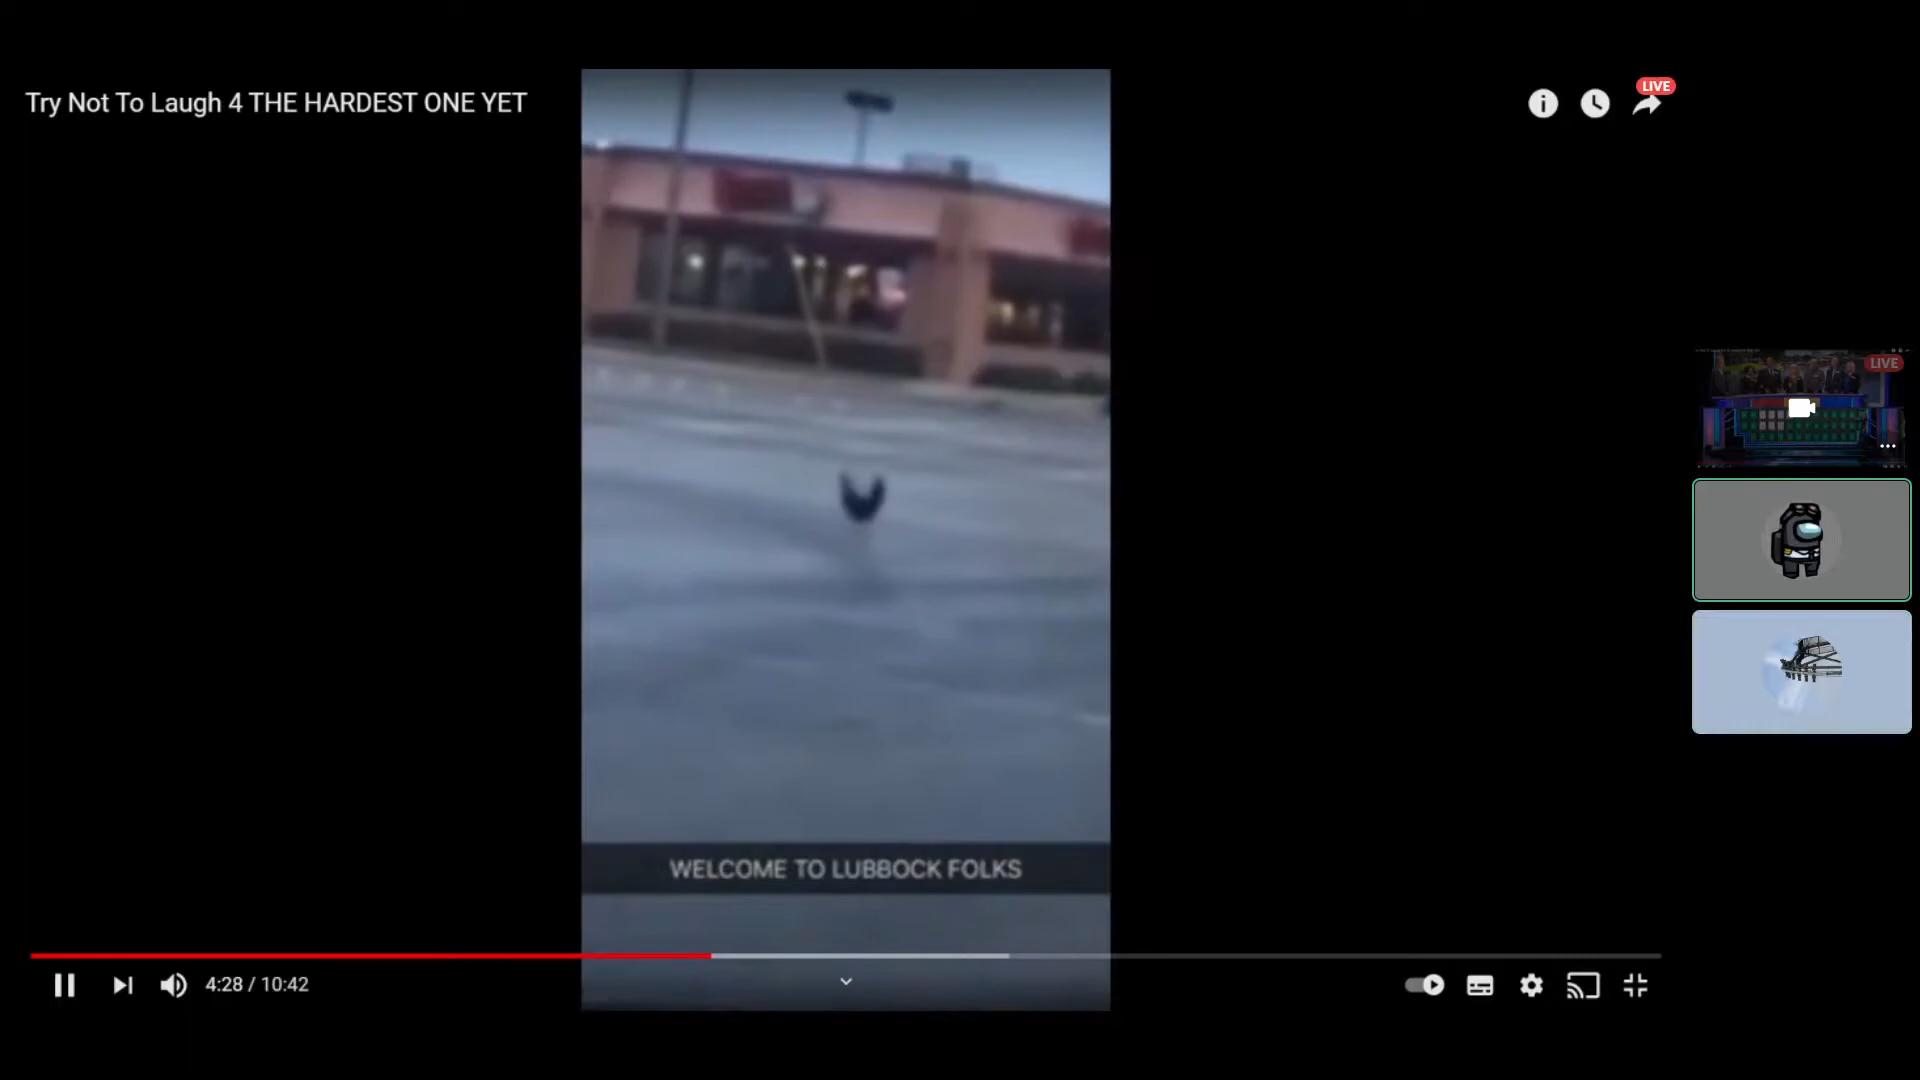 Try Not To Laugh 4 THE HARDEST ONE YET
LIVE
LIVE
WELCOME TO LUBBOCK FOLKS
4:28 / 10:42